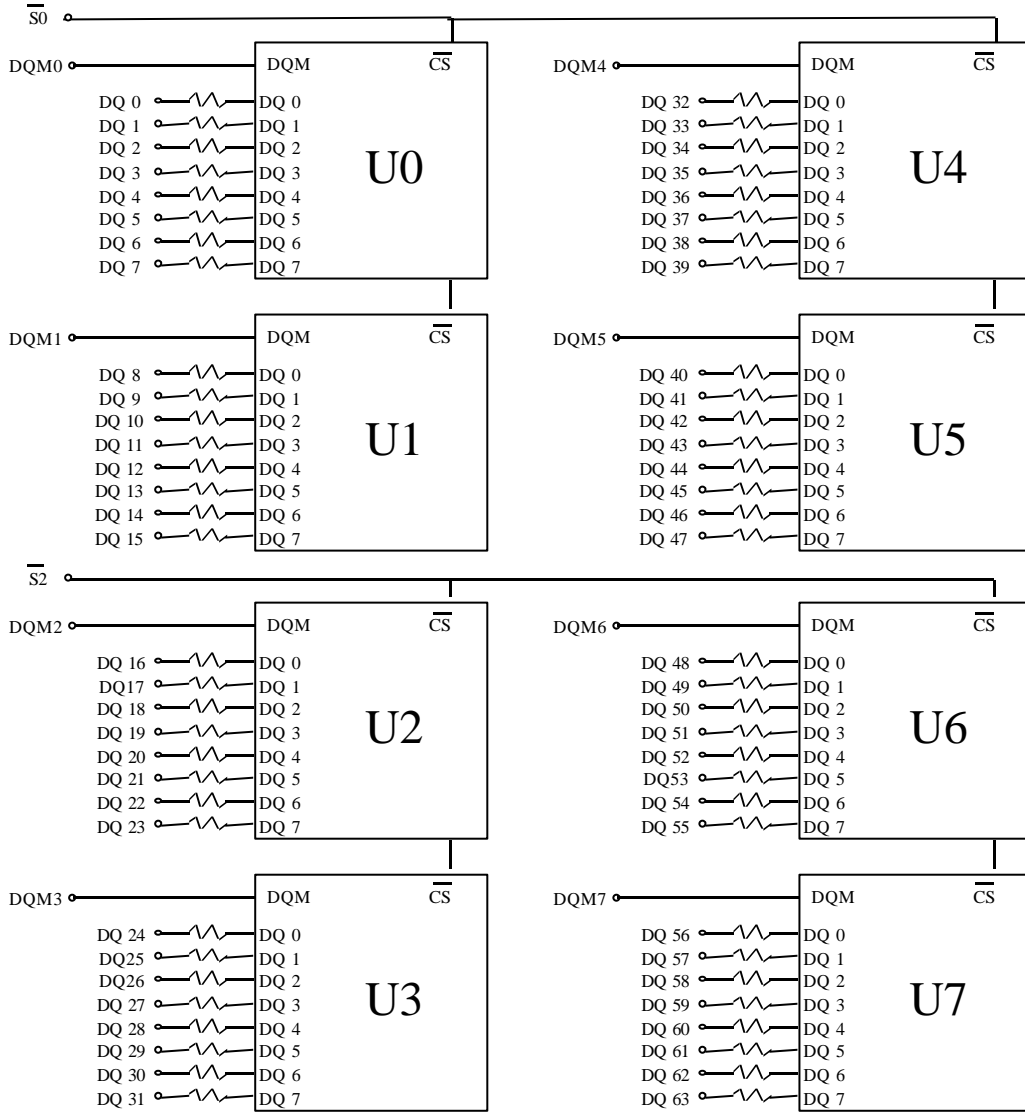 S0
DQM0 DQM CS
DQ 0 DQ 0
DQ 1 DQ 1
DQ 2 DQ 2
DQ 3 DQ 3
DQ 4 DQ 4
DQ 5 DQ 5
DQ 6 DQ 6
DQ 7 DQ 7
U0
DQM4 DQM CS
DQ 32 DQ 0
DQ 33 DQ 1
DQ 34 DQ 2
DQ 35 DQ 3
DQ 36 DQ 4
DQ 37 DQ 5
DQ 38 DQ 6
DQ 39 DQ 7
U4
DQM1 DQM CS
DQ 8 DQ 0
DQ 9 DQ 1
DQ 10 DQ 2
DQ 11 DQ 3
DQ 12 DQ 4
DQ 13 DQ 5
DQ 14 DQ 6
DQ 15 DQ 7
U1
DQM5 DQM CS
DQ 40 DQ 0
DQ 41 DQ 1
DQ 42 DQ 2
DQ 43 DQ 3
DQ 44 DQ 4
DQ 45 DQ 5
DQ 46 DQ 6
DQ 47 DQ 7
U5
S2
DQM2 DQM CS
DQ 16 DQ 0
DQ17 DQ 1
DQ 18 DQ 2
DQ 19 DQ 3
DQ 20 DQ 4
DQ 21 DQ 5
DQ 22 DQ 6
DQ 23 DQ 7
U2
DQM6 DQM CS
DQ 48 DQ 0
DQ 49 DQ 1
DQ 50 DQ 2
DQ 51 DQ 3
DQ 52 DQ 4
DQ53 DQ 5
DQ 54 DQ 6
DQ 55 DQ 7
U6
DQM3 DQM CS
DQ 24 DQ 0
DQ25 DQ 1
DQ26 DQ 2
DQ 27 DQ 3
DQ 28 DQ 4
DQ 29 DQ 5
DQ 30 DQ 6
DQ 31 DQ 7
U3
DQM7 DQM CS
DQ 56 DQ 0
DQ 57 DQ 1
DQ 58 DQ 2
DQ 59 DQ 3
DQ 60 DQ 4
DQ 61 DQ 5
DQ 62 DQ 6
DQ 63 DQ 7
U7